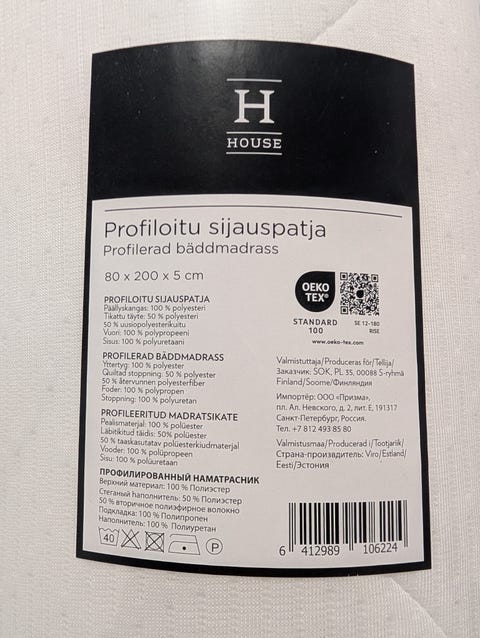 H
HOUSE
Profiloitu sijauspatja
Profilerad bäddmadrass
80 x 200 x 5 cm
PROFILOITU SIJAUSPATJA
Päällyskangas: 100 % polyesteri
Tikattu täyte: 50 % polyesteri
50 % uusiopolyesterikuitu
Vuori: 100 % polypropeeni
Sisus: 100 % polyuretaani
PROFILERAD BÄDDMADRASS
Yttertyg: 100 % polyester
Quiltad stoppning: 50 % polyester
50 % återvunnen polyesterfiber
Foder: 100 % polypropen
Stoppning: 100 % polyuretan
PROFILEERITUD MADRATSIKATE
Pealismaterjal: 100 % polüester
Läbitikitud täidis: 50% polüester
50 % taaskasutatav polüesterkiudmaterjal
Vooder: 100 % polüpropeen
Sisu: 100 % polüuretaan
ПРОФИЛИРОВАННЫЙ НАМАТРАСНИК
Верхний материал: 100 % Полиэстер
Стеганый наполнитель: 50 % Полиэстер
50 % вторичное полиэфирное волокно
Подкладка: 100 % Полипропен
Наполнитель: 100 % Полиуретан
40
P
OEKO
TEX®
STANDARD
100
SE 12-180
RISE
www.oeko-tex.com
Valmistuttaja/Produceras för/Tellija/
Заказчик: SOK, PL 35, 00088 S-ryhmä
Finland/Soome/Финляндия
Импортёр: ООО «Призма»,
пл. Ал. Невского, д. 2, лит. Е, 191317
Санкт-Петербург, Россия.
Тел. +7 812 493 85 80
Valmistusmaa/Producerad i/Tootjariik/
Страна-производитель: Viro/Estland/
Eesti/Эстония
6 412989 106224